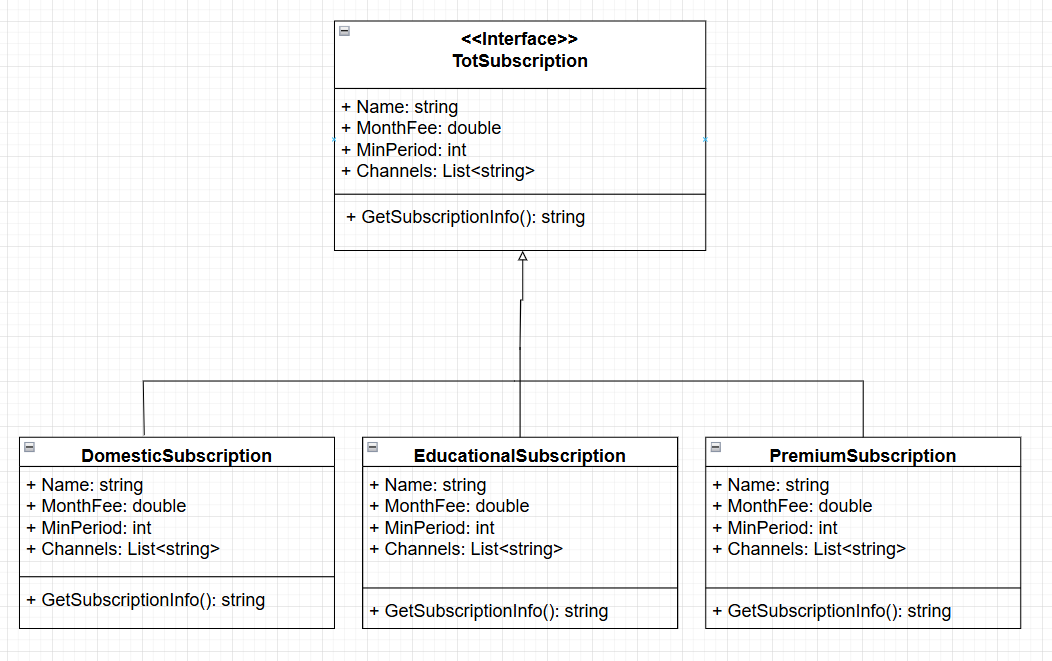 <<Interface>>
TotSubscription
+ Name: string
+ MonthFee: double
+ MinPeriod: int
+ Channels: List<string>
+ GetSubscriptionInfo(): string
DomesticSubscription
+ Name: string
+ MonthFee: double
+ MinPeriod: int
+ Channels: List<string>
+ GetSubscriptionInfo(): string
EducationalSubscription
+ Name: string
+ MonthFee: double
+ MinPeriod: int
+ Channels: List<string>
+ GetSubscriptionInfo(): string
PremiumSubscription
+ Name: string
+ MonthFee: double
+ MinPeriod: int
+ Channels: List<string>
+ GetSubscriptionInfo(): string